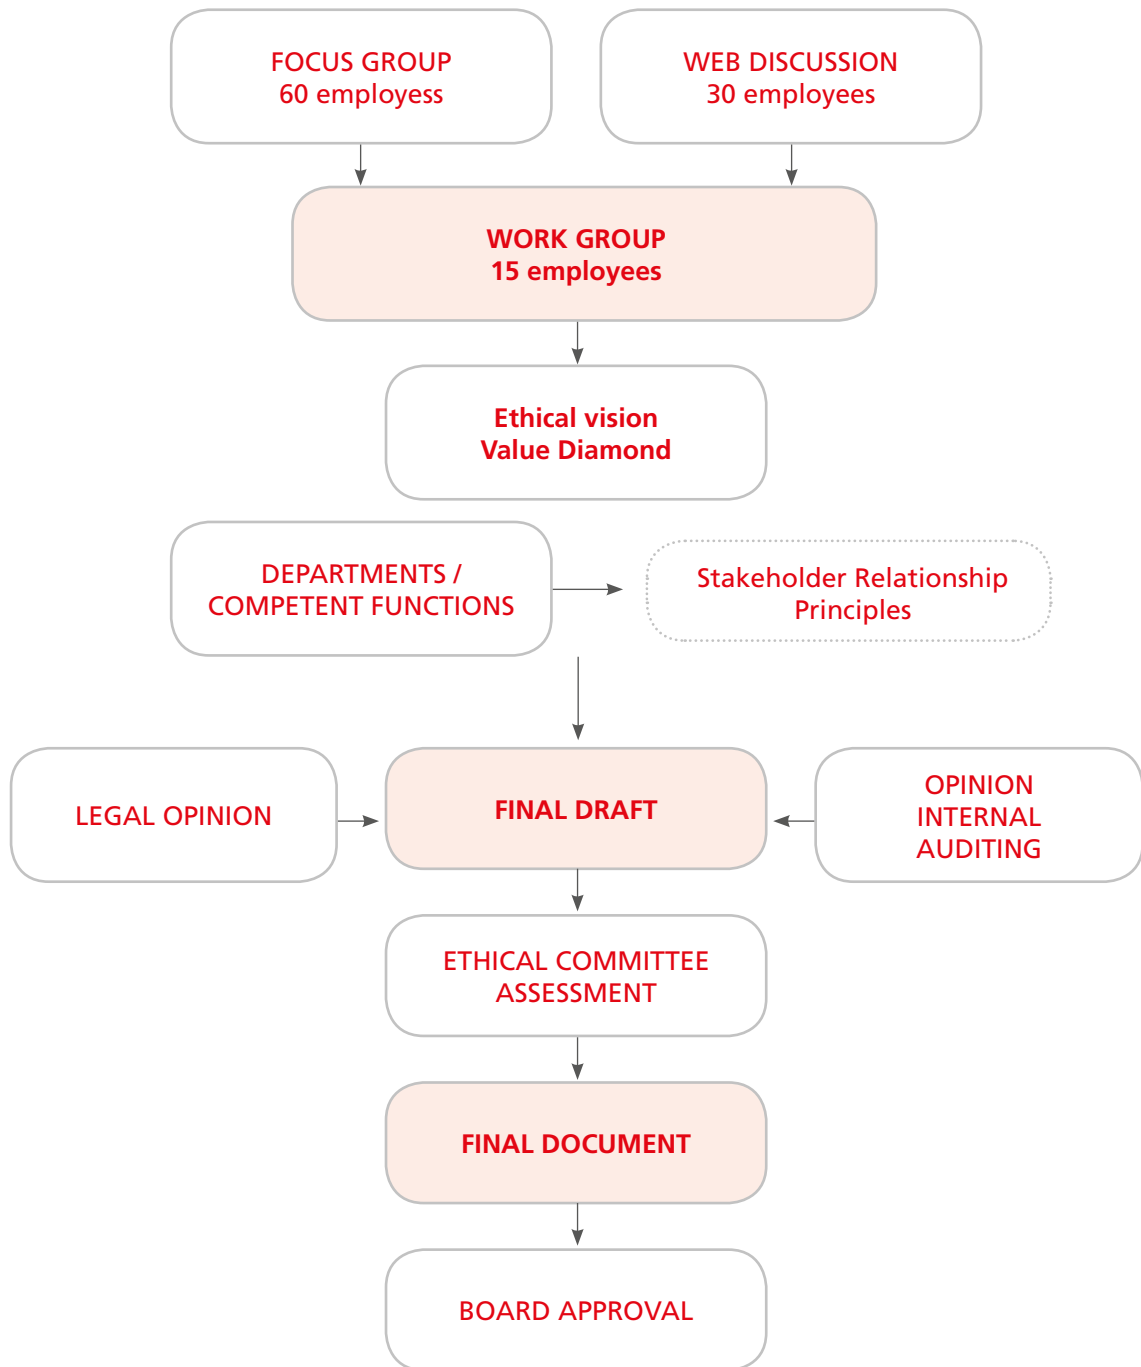 FOCUS GROUP
60 employess
WEB DISCUSSION
30 employees
WORK GROUP
15 employees
Ethical vision
Value Diamond
DEPARTMENTS /
COMPETENT FUNCTIONS
Stakeholder Relationship
Principles
LEGAL OPINION
FINAL DRAFT
OPINION
INTERNAL
AUDITING
ETHICAL COMMITTEE
ASSESSMENT
FINAL DOCUMENT
BOARD APPROVAL